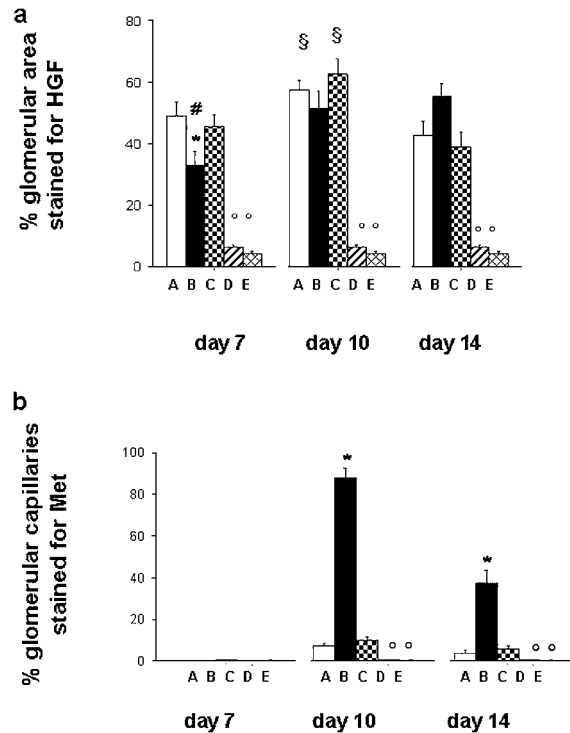 a
% glomerular area
stained for HGF
80
60
40
20
0
§ §
#
*
° °
° °
° °
A B C D E
A B C D E
A B C D E
day 7
day 10
day 14
b
% glomerular capillaries
stained for Met
100
80
60
40
20
0
*
*
° °
° °
A B C D E
A B C D E
A B C D E
day 7
day 10
day 14